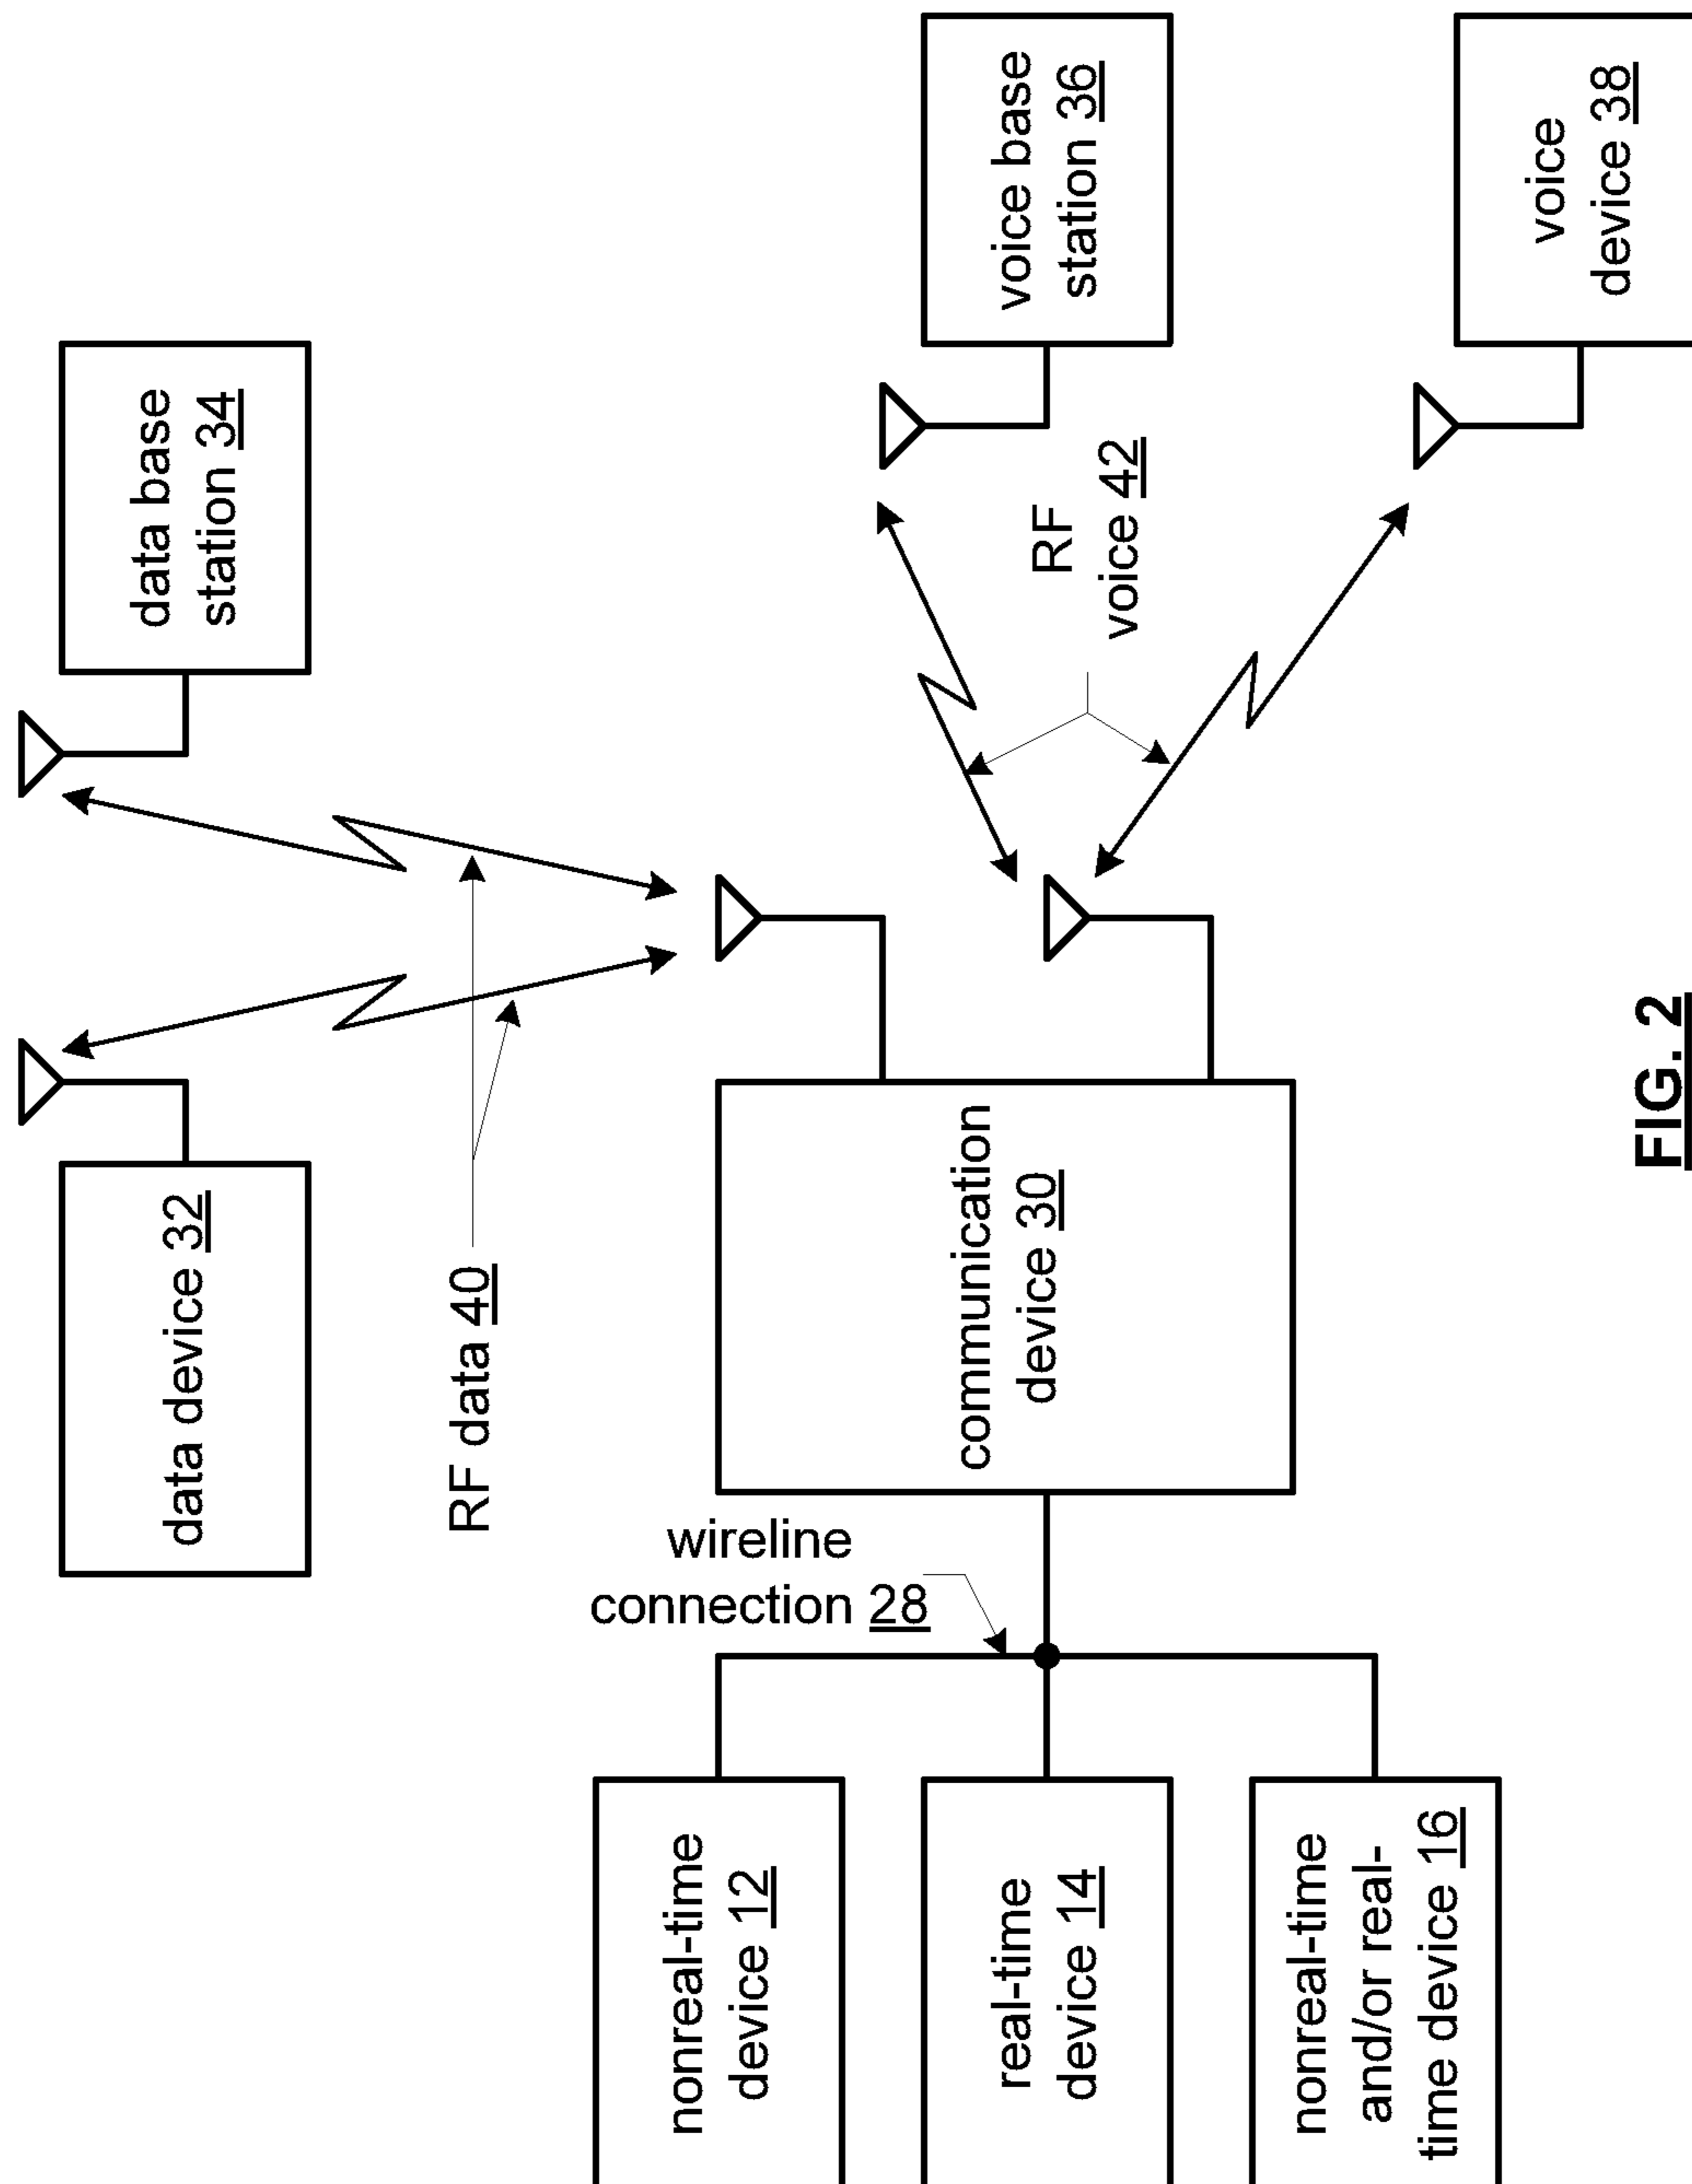 data device 32
data base
station 34
RF data 40
wireline
connection 28
nonreal-time
device 12
real-time
device 14
nonreal-time
and/or real-
time device 16
communication
device 30
RF
voice 42
voice base
station 36
voice
device 38
FIG. 2